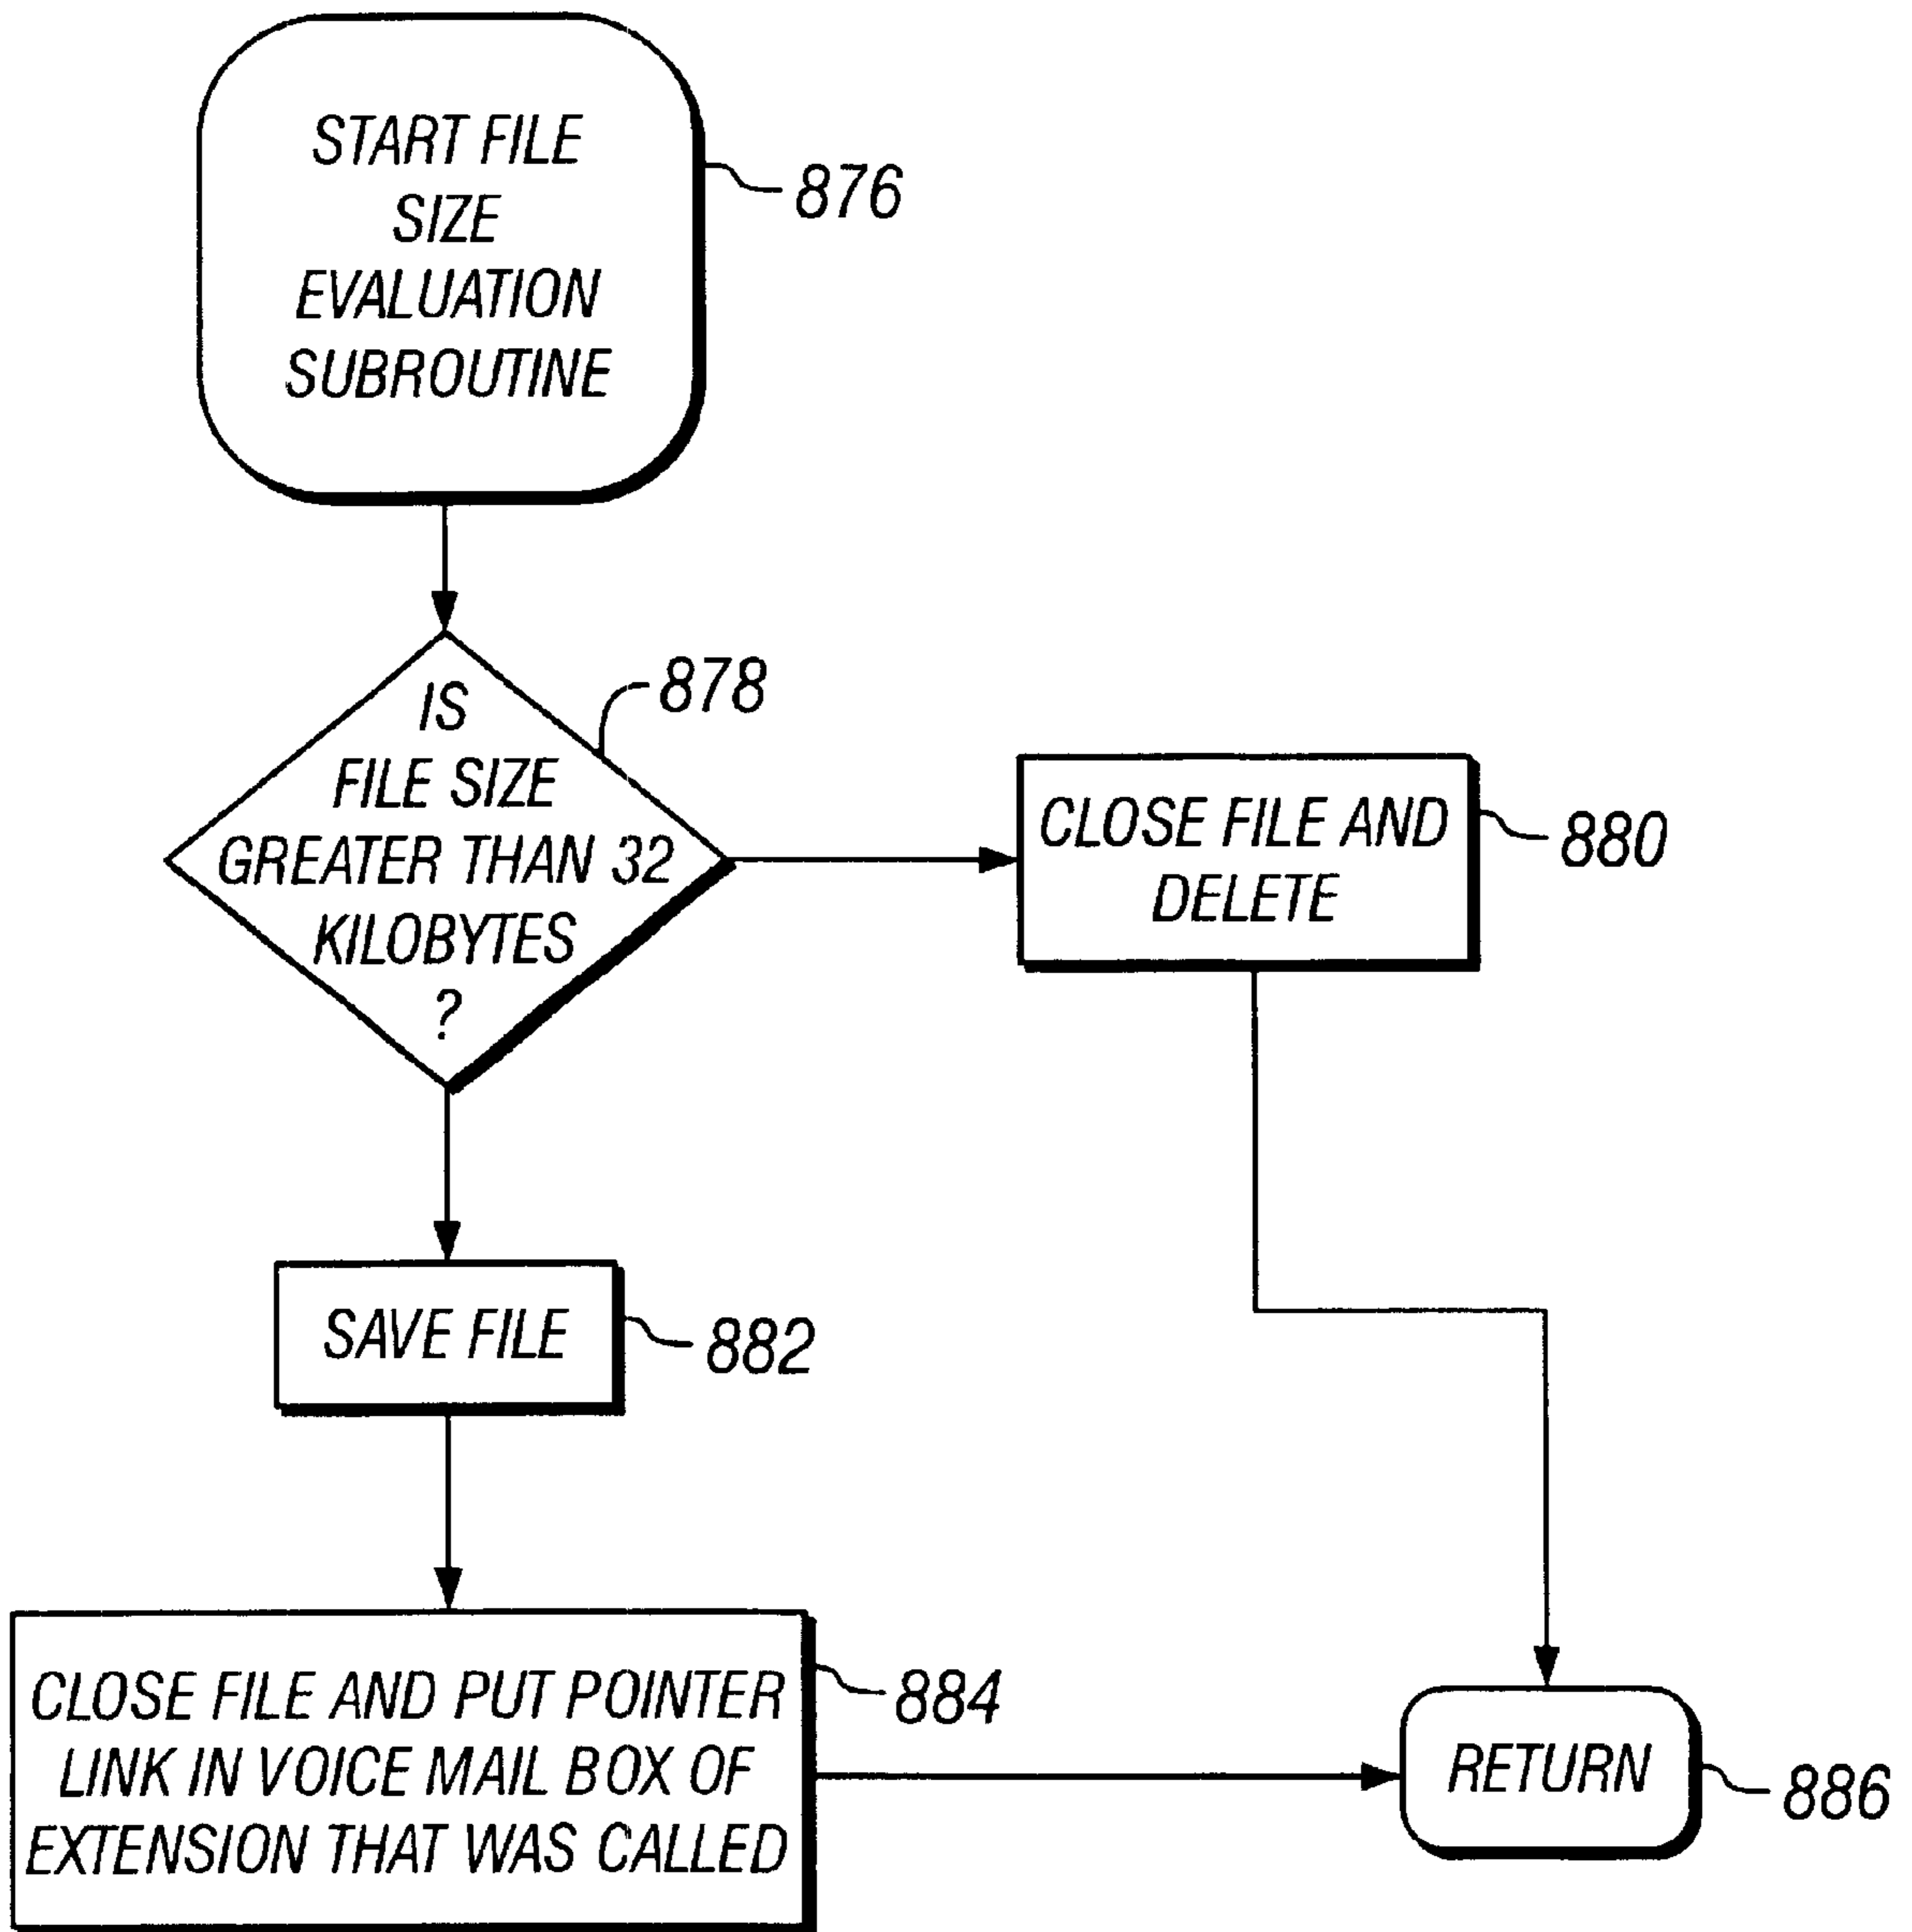 START FILE
SIZE
EVALUATION
SUBROUTINE
876
IS
FILE SIZE
GREATER THAN 32
KILOBYTES
?
878
CLOSE FILE AND
DELETE
880
SAVE FILE
882
CLOSE FILE AND PUT POINTER
LINK IN VOICE MAIL BOX OF
EXTENSION THAT WAS CALLED
884
RETURN
886